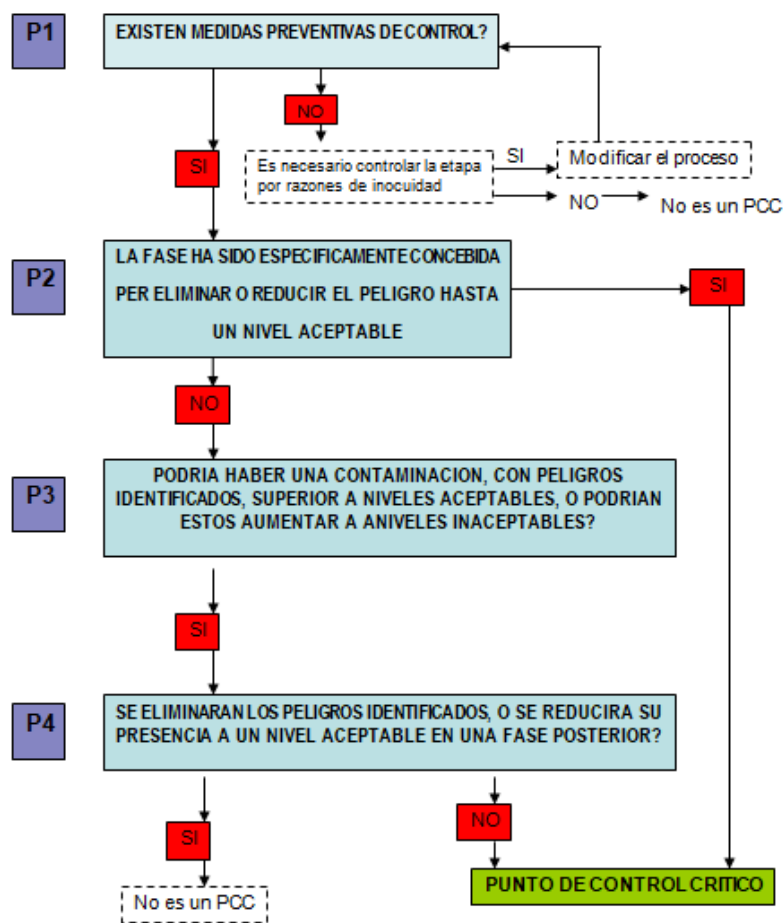 P1
EXISTEN MEDIDAS PREVENTIVAS DE CONTROL?
NO
SI
Es necesario controlar la etapa
por razones de inocuidad
SI
Modificar el proceso
NO
No es un PCC
P2
LA FASE HA SIDO ESPECIFICAMENTE CONCEBIDA
PER ELIMINAR O REDUCIR EL PELIGRO HASTA
UN NIVEL ACEPTABLE
SI
NO
P3
PODRIA HABER UNA CONTAMINACION, CON PELIGROS
IDENTIFICADOS, SUPERIOR A NIVELES ACEPTABLES, O PODRIAN
ESTOS AUMENTAR A ANIVELES INACEPTABLES?
SI
P4
SE ELIMINARAN LOS PELIGROS IDENTIFICADOS, O SE REDUCIRA SU
PRESENCIA A UN NIVEL ACEPTABLE EN UNA FASE POSTERIOR?
SI
NO
No es un PCC
PUNTO DE CONTROL CRITICO